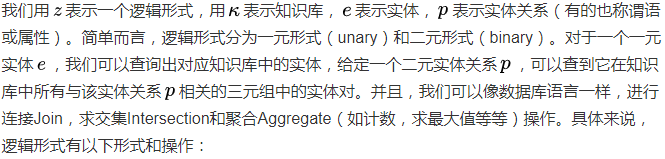 我们用 z 表示一个逻辑形式，用 κ 表示知识库， e 表示实体， p 表示实体关系（有的也称谓语
或属性）。简单而言，逻辑形式分为一元形式（unary）和二元形式（binary）。对于一个一元
实体 e ，我们可以查询出对应知识库中的实体，给定一个二元实体关系 p ，可以查到它在知识
库中所有与该实体关系 p 相关的三元组中的实体对。并且，我们可以像数据库语言一样，进行
连接Join，求交集Intersection和聚合Aggregate（如计数，求最大值等等）操作。具体来说，
逻辑形式有以下形式和操作：